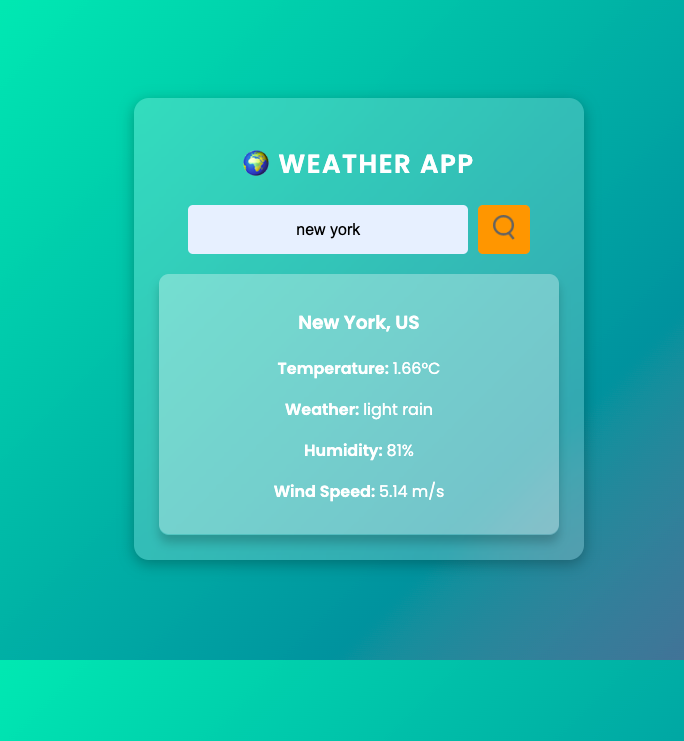 WEATHER APP
new york
New York, US
Temperature: 1.66°C
Weather: light rain
Humidity: 81%
Wind Speed: 5.14 m/s